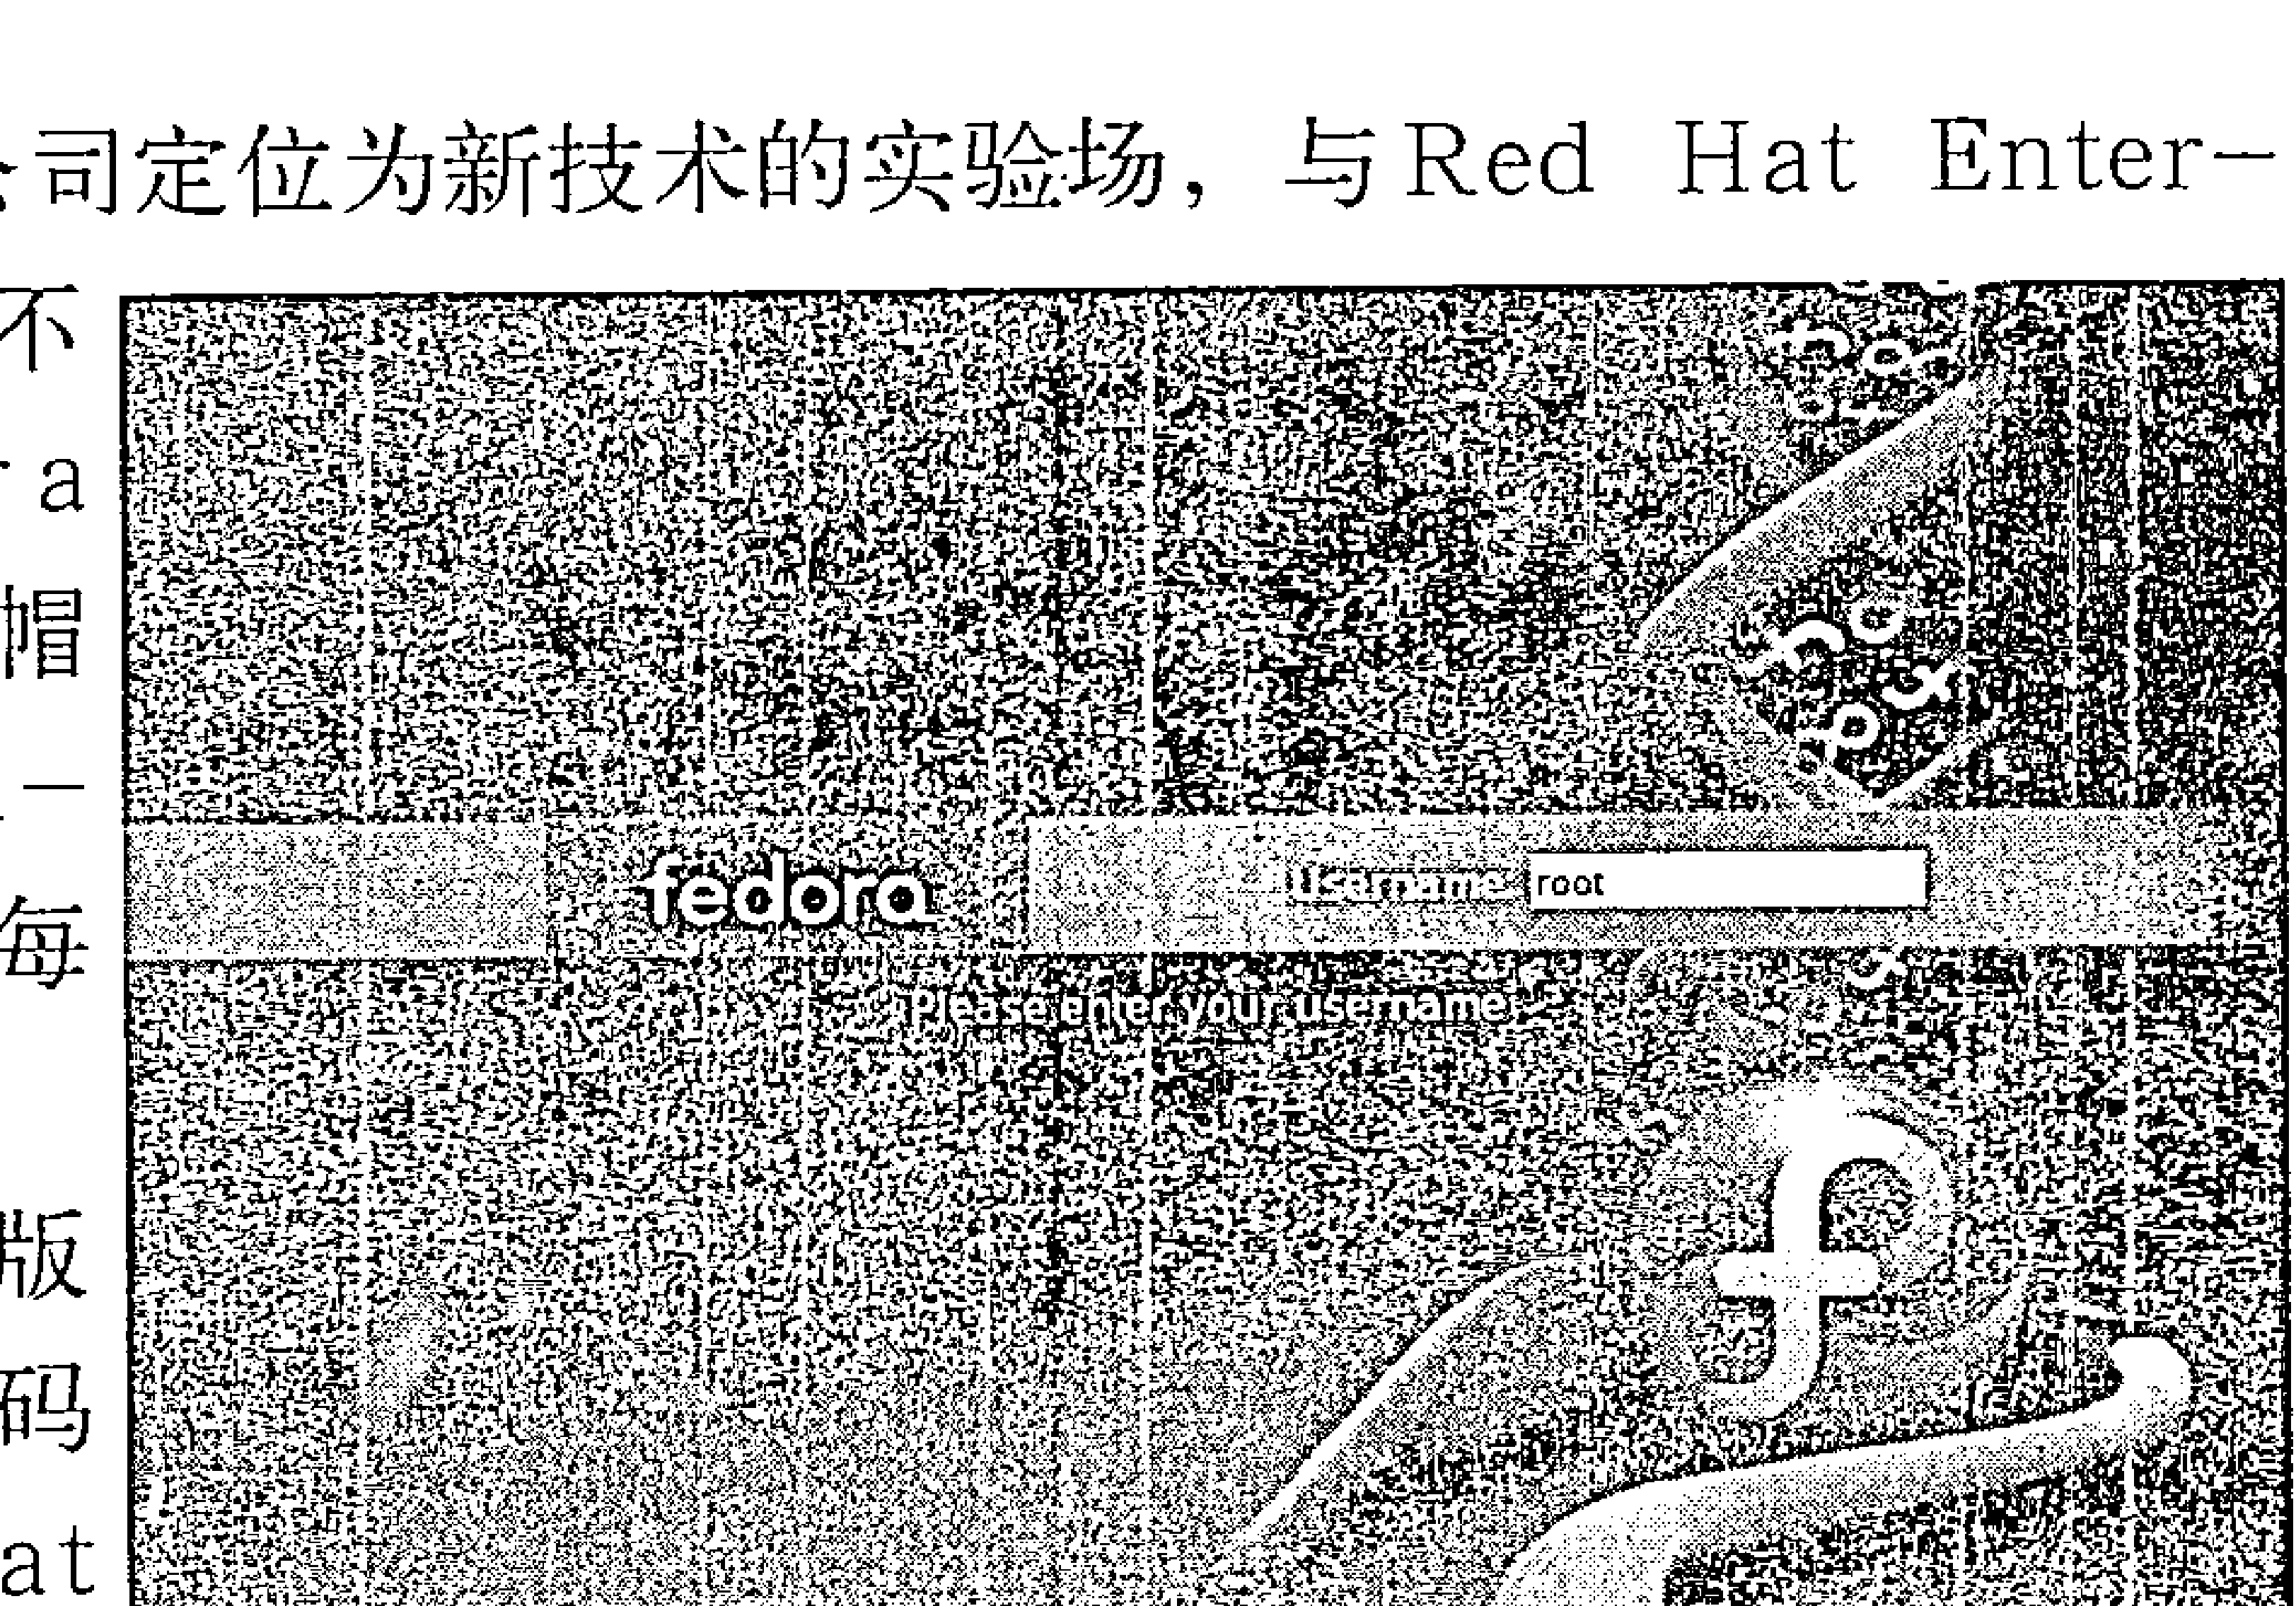 司定位为新技术的实验场，与Red Hat Enter-
不
a
帽
-
每
版
码
at
fedora
Username
root
Please enter your username